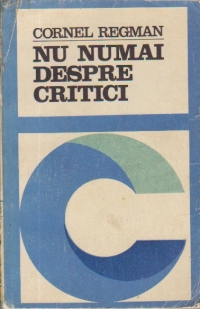 CORNEL REGMAN
NU NUMAI
DESPRE
CRITICI